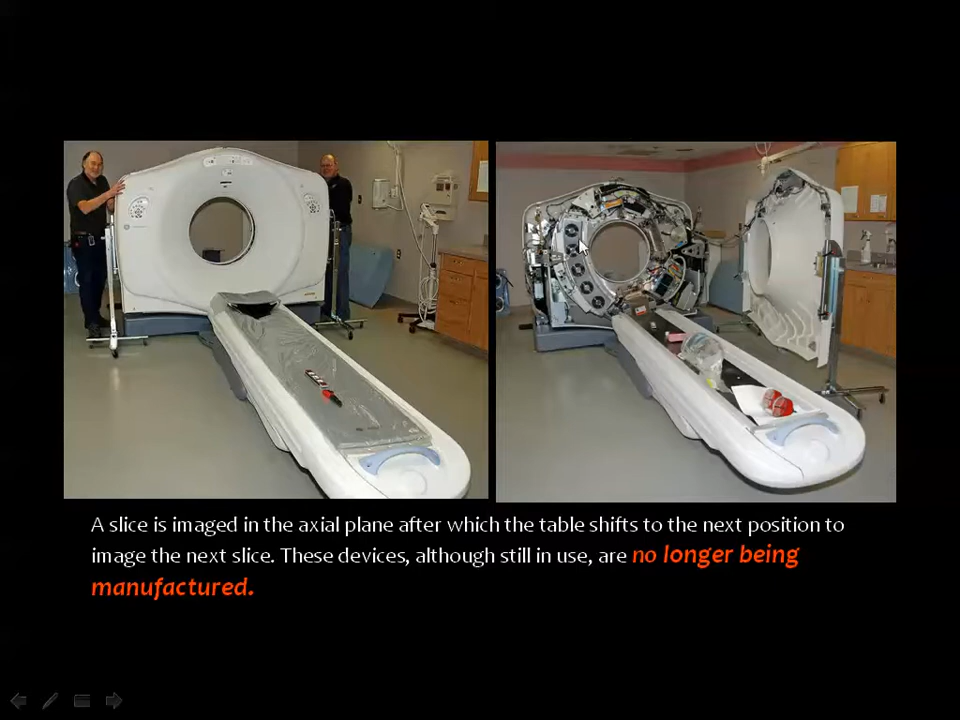 A slice is imaged in the axial plane after which the table shifts to the next position to
image the next slice. These devices, although still in use, are no longer being
manufactured.